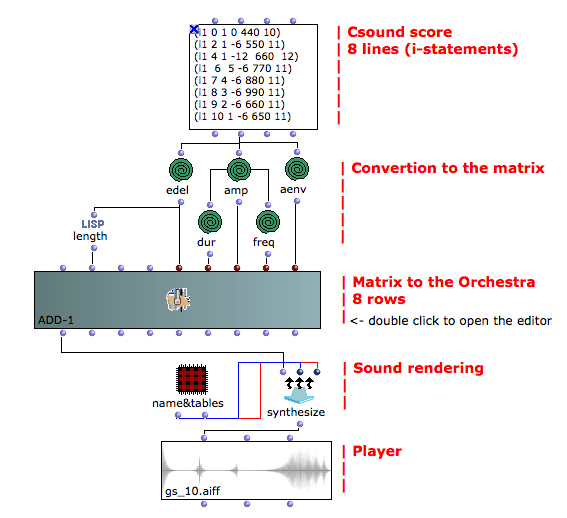 (i1 0 1 0 440 10)
(i1 2 1 -6 550 11)
(i1 4 1 -12 660 12)
(i1 6 5 -6 770 11)
(i1 7 4 -6 880 11)
(i1 8 3 -6 990 11)
(i1 9 2 -6 660 11)
(i1 10 1 -6 650 11)
Csound score
8 lines (i-statements)
edel
amp
aenv
Convertion to the matrix
LISP
length
dur
freq
ADD-1
Matrix to the Orchestra
8 rows
<- double click to open the editor
name&tables
synthesize
Sound rendering
gs_10.aiff
Player